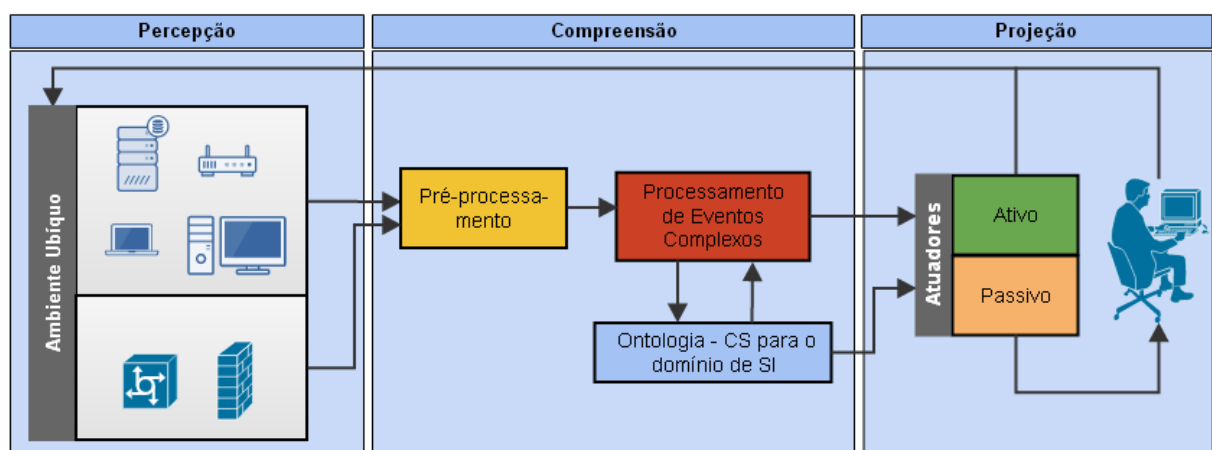 Percepção
Compreensão
Projeção
Ambiente Ubíquo
Pré-processa-
mento
Processamento
de Eventos
Complexos
Ontologia - CS para o
domínio de SI
Atuadores
Ativo
Passivo